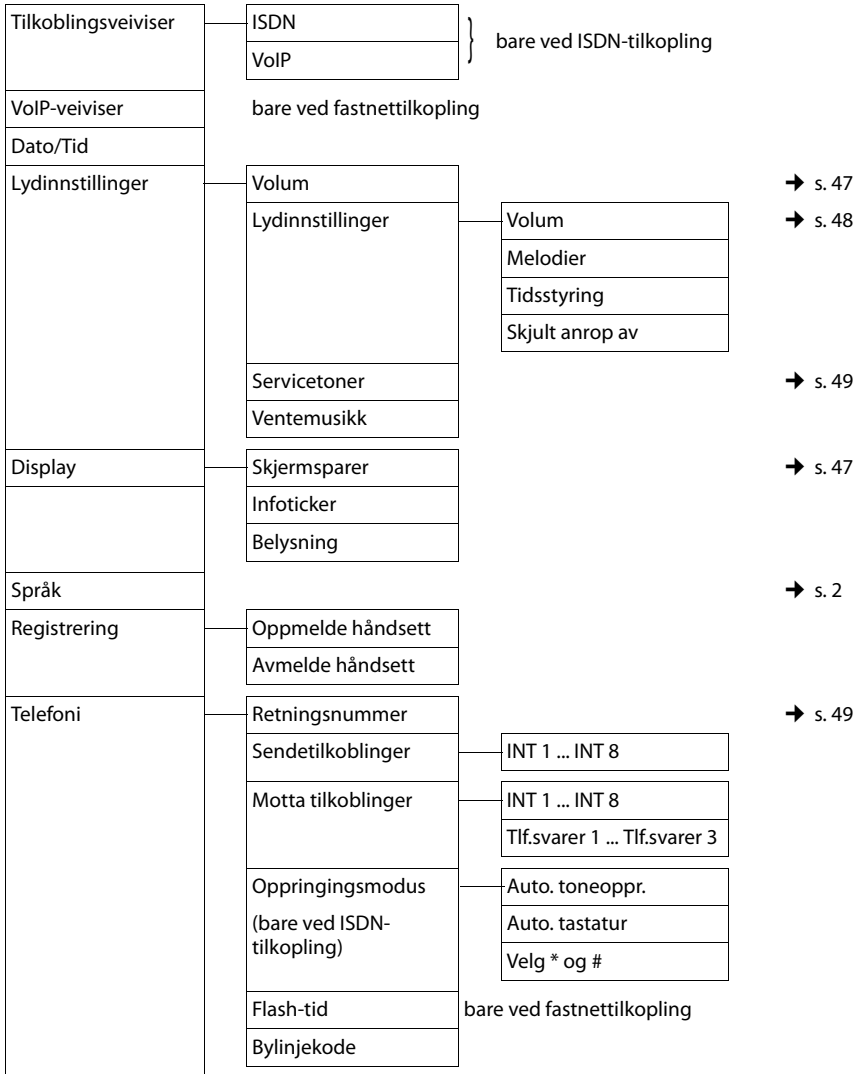 Tilkoblingsveiviser ISDN
bare ved ISDN-tilkopling
VoIP
VoIP-veiviser bare ved fastnettilkopling
Dato/Tid
Lydinnstillinger Volum ➔ s. 47
Lydinnstillinger Volum ➔ s. 48
Melodier
Tidsstyring
Skjult anrop av
Servicetoner ➔ s. 49
Ventemusikk
Display Skjermsparer ➔ s. 47
Infoticker
Belysning
Språk ➔ s. 2
Registrering Oppmelde håndsett
Avmelde håndsett
Telefoni Retningsnummer ➔ s. 49
Sendetilkoblinger INT 1 ... INT 8
Motta tilkoblinger INT 1 ... INT 8
Tlf.svarer 1 ... Tlf.svarer 3
Oppringingsmodus Auto. toneoppr.
(bare ved ISDN- Auto. tastatur
tilkopling)
Velg * og #
Flash-tid bare ved fastnettilkopling
Bylinjekode